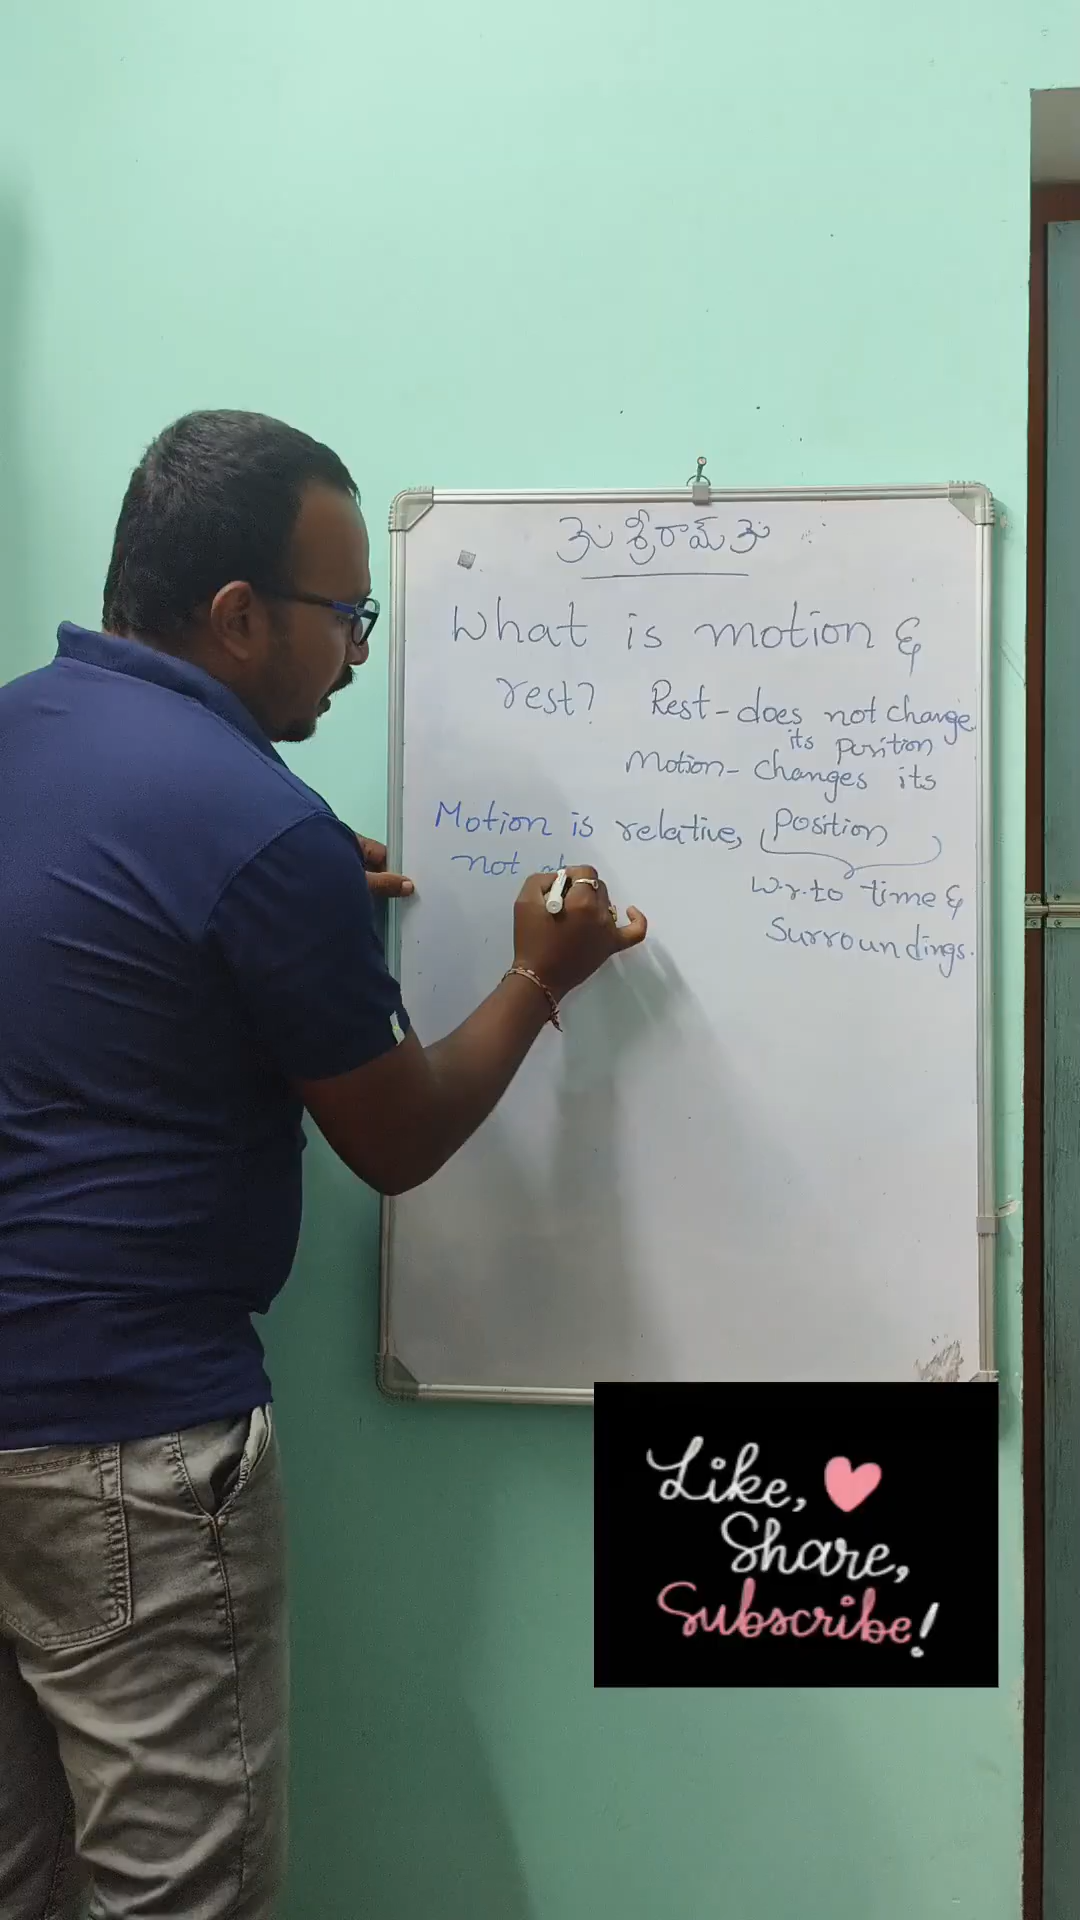 ॐ శ్రీరామ్ ॐ
What is motion &
rest?
Rest - does not change
its position
Motion - changes its
position
w.r.to time &
surroundings.
Motion is relative,
not
Like,
Share,
Subscribe!